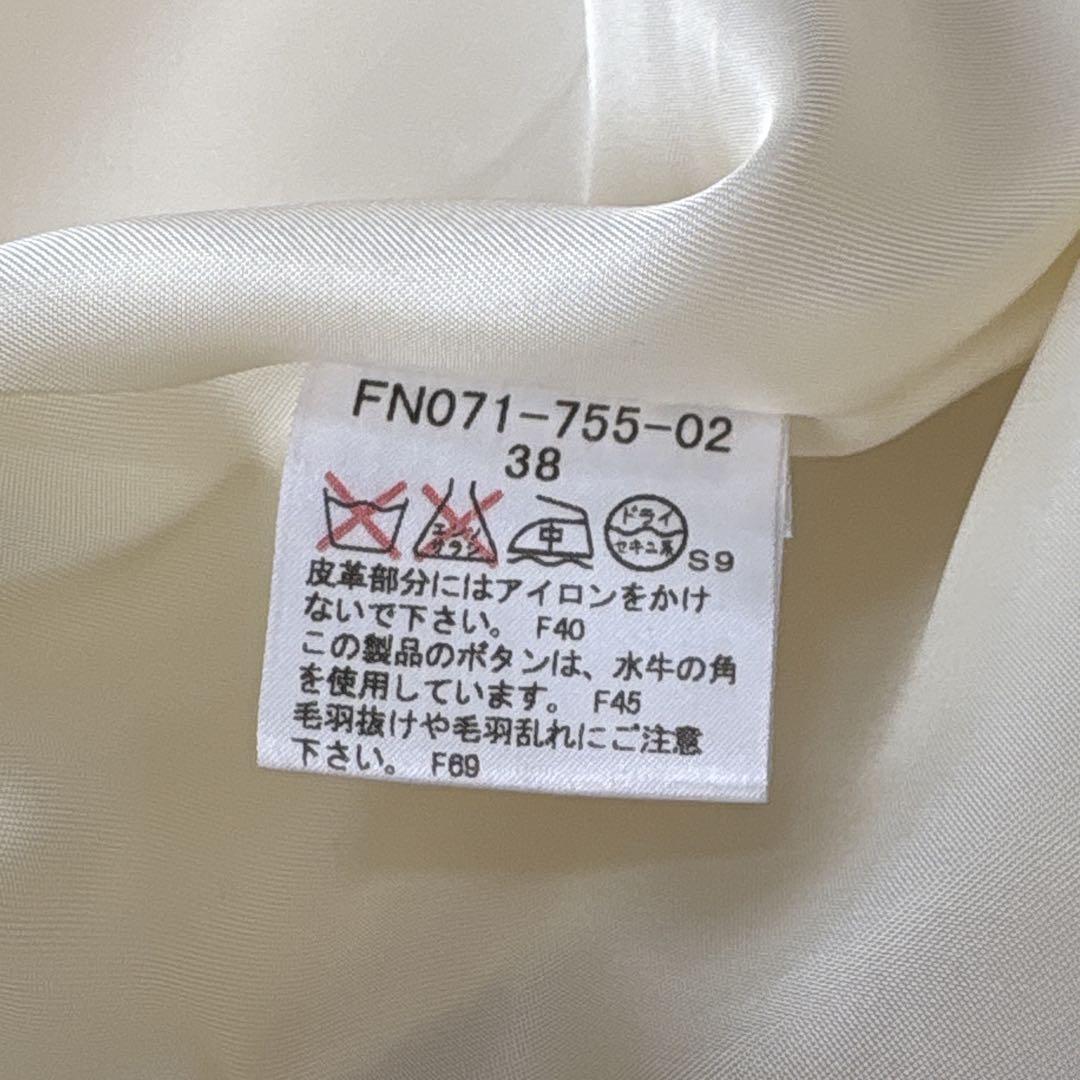 FN071-755-02
38
エンソ
サラシ
中
ドライ
セキユ系
S9
皮革部分にはアイロンをかけ
ないで下さい。 F40
この製品のボタンは、水牛の角
を使用しています。 F45
毛羽抜けや毛羽乱れにご注意
下さい。 F69